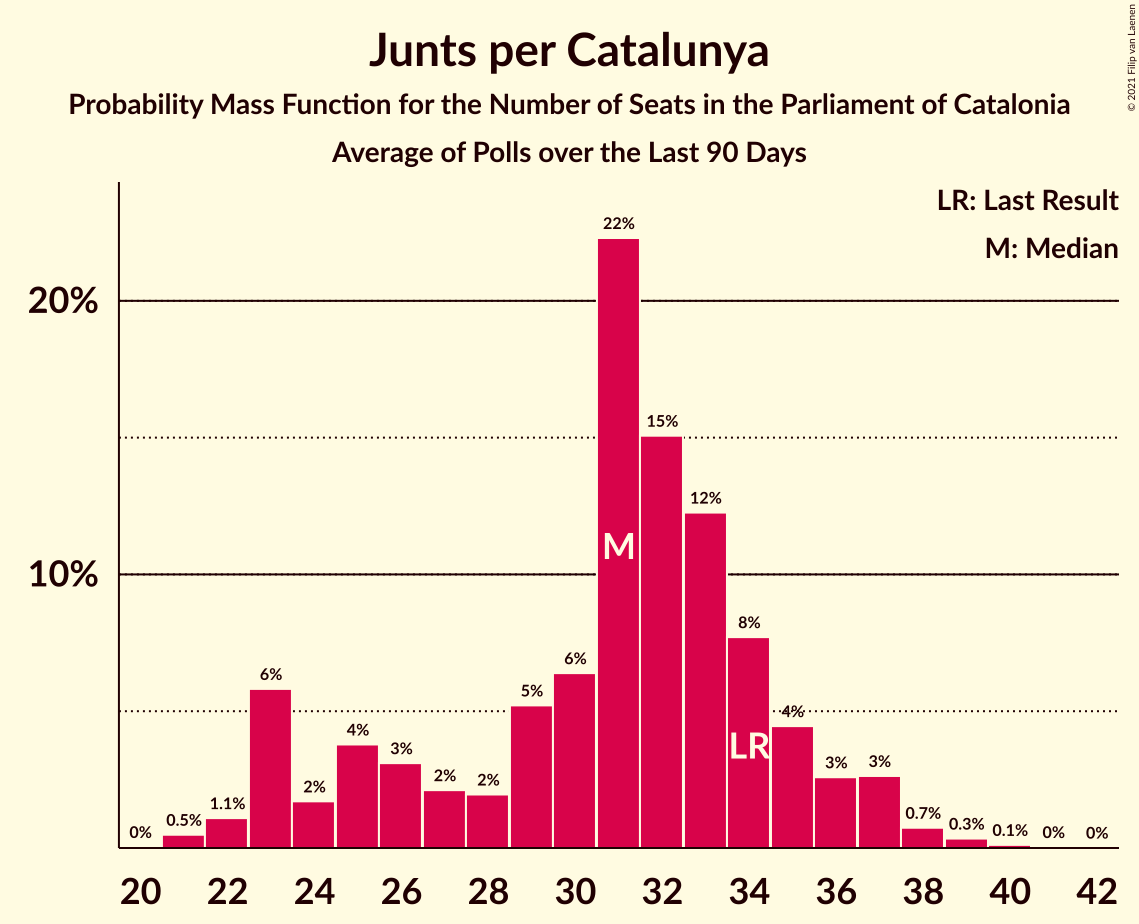 Junts per Catalunya
Probability Mass Function for the Number of Seats in the Parliament of Catalonia
Average of Polls over the Last 90 Days
© 2021 Filip van Laenen
LR: Last Result
M: Median
20%
10%
0%
0.5%
1.1%
6%
2%
4%
3%
2%
2%
5%
6%
22%
15%
12%
8%
4%
3%
3%
0.7%
0.3%
0.1%
0%
0%
M
LR
20 22 24 26 28 30 32 34 36 38 40 42